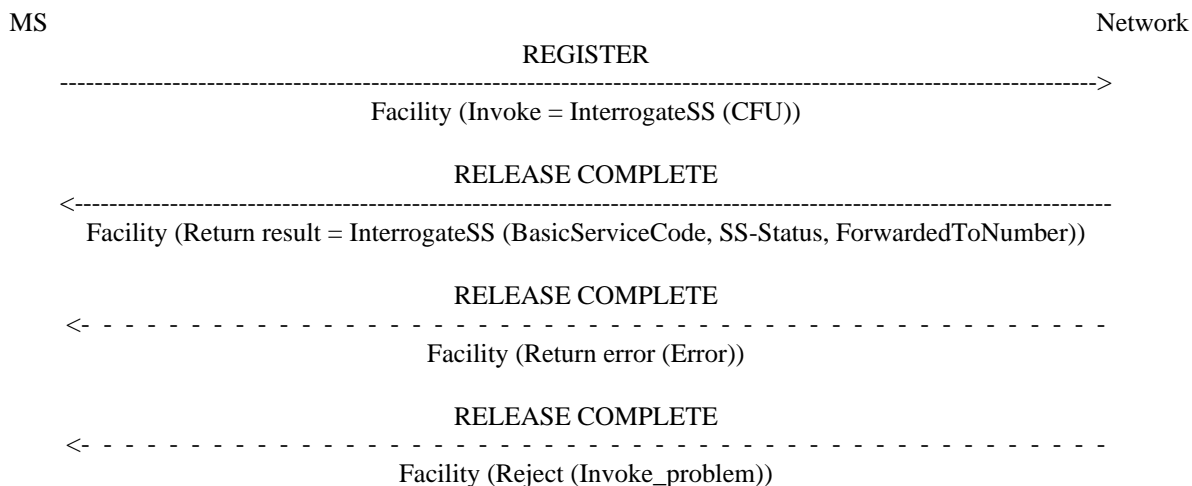 MS Network
REGISTER
Facility (Invoke = InterrogateSS (CFU))
RELEASE COMPLETE
Facility (Return result = InterrogateSS (BasicServiceCode, SS-Status, ForwardedToNumber))
RELEASE COMPLETE
Facility (Return error (Error))
RELEASE COMPLETE
Facility (Reject (Invoke_problem))